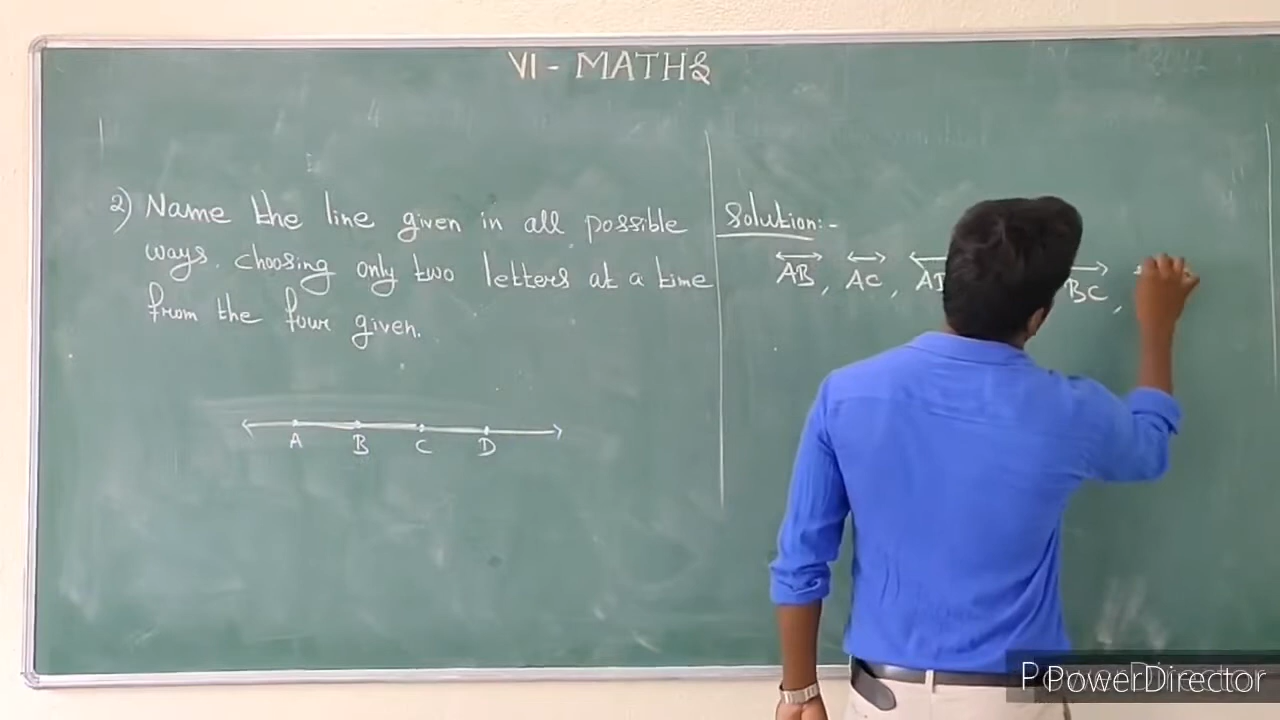 VI - MATHS
2) Name the line given in all possible
ways. choosing only two letters at a time
from the four given.
A B C D
Solution:-
AB, AC, BC,
PowerDirector